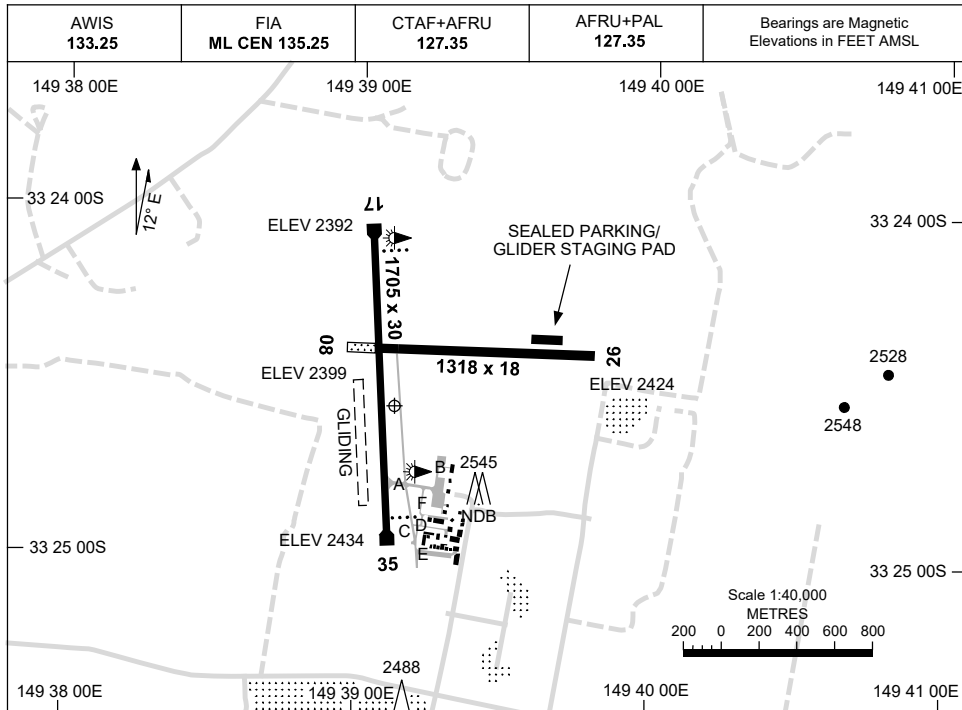 AWIS
133.25
FIA
ML CEN 135.25
CTAF+AFRU
127.35
AFRU+PAL
127.35
Bearings are Magnetic
Elevations in FEET AMSL
149 38 00E
149 39 00E
149 40 00E
149 41 00E
33 24 00S
33 24 00S
12° E
17
ELEV 2392
SEALED PARKING/
GLIDER STAGING PAD
1705 x 30
08
26
1318 x 18
ELEV 2399
ELEV 2424
2528
2548
GLIDING
2545
B
A
F
NDB
C
D
E
ELEV 2434
35
33 25 00S
33 25 00S
Scale 1:40,000
METRES
200 0 200 400 600 800
2488
149 38 00E
149 39 00E
149 40 00E
149 41 00E